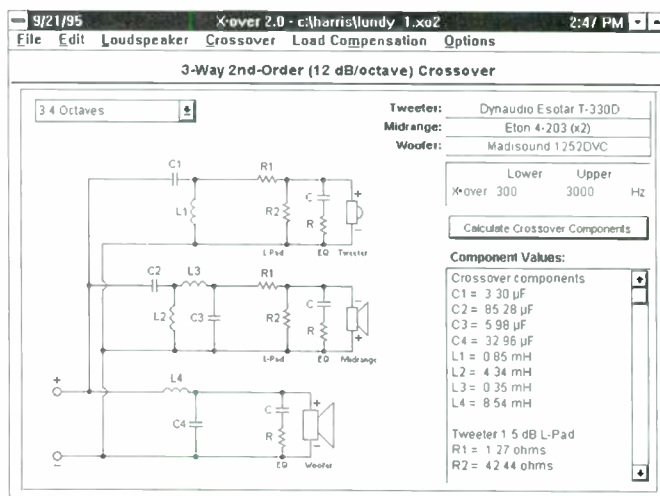 9/21/95 X•over 2.0 - c:\harris\lundy_1.xo2 2:47 PM
File Edit Loudspeaker Crossover Load Compensation Options
3-Way 2nd-Order (12 dB/octave) Crossover
3.4 Octaves
Tweeter: Dynaudio Esotar T-330D
Midrange: Eton 4-203 (x2)
Woofer: Madisound 1252DVC
Lower Upper
X•over 300 3000 Hz
Calculate Crossover Components
Component Values:
Crossover components
C1 = 3.30 µF
C2 = 85.28 µF
C3 = 5.98 µF
C4 = 32.96 µF
L1 = 0.85 mH
L2 = 4.34 mH
L3 = 0.35 mH
L4 = 8.54 mH
Tweeter 1.5 dB L-Pad
R1 = 1.27 ohms
R2 = 42.44 ohms
C1 R1
C +
L1 R2
R −
L-Pad EQ Tweeter
C2 L3 R1
C +
L2 C3 R2
R −
L-Pad EQ Midrange
+ L4
C +
C4
R −
− EQ Woofer